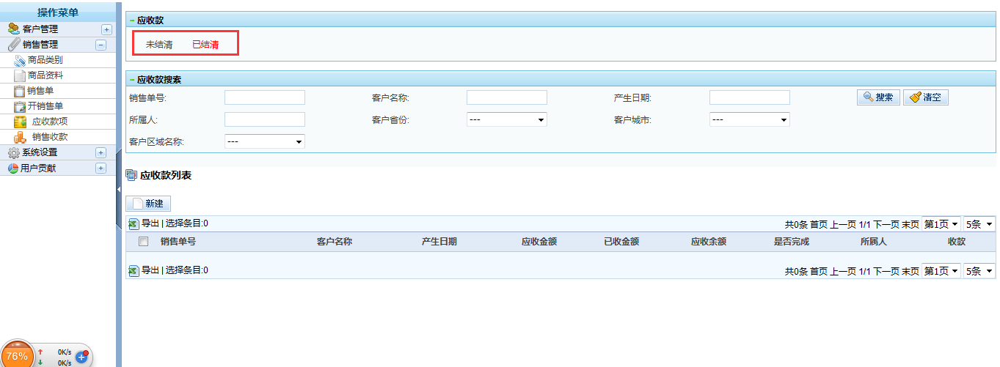 操作菜单
客户管理
销售管理
商品类别
商品资料
销售单
开销售单
应收款项
销售收款
系统设置
用户贡献
76%
0K/s
0K/s
应收款
未结清 已结清
应收款搜索
销售单号: 客户名称: 产生日期: 搜索 清空
所属人: 客户省份: --- 客户城市: ---
客户区域名称: ---
应收款列表
新建
导出 | 选择条目:0 共0条 首页 上一页 1/1 下一页 末页 第1页 5条
销售单号 客户名称 产生日期 应收金额 已收金额 应收余额 是否完成 所属人 收款
导出 | 选择条目:0 共0条 首页 上一页 1/1 下一页 末页 第1页 5条